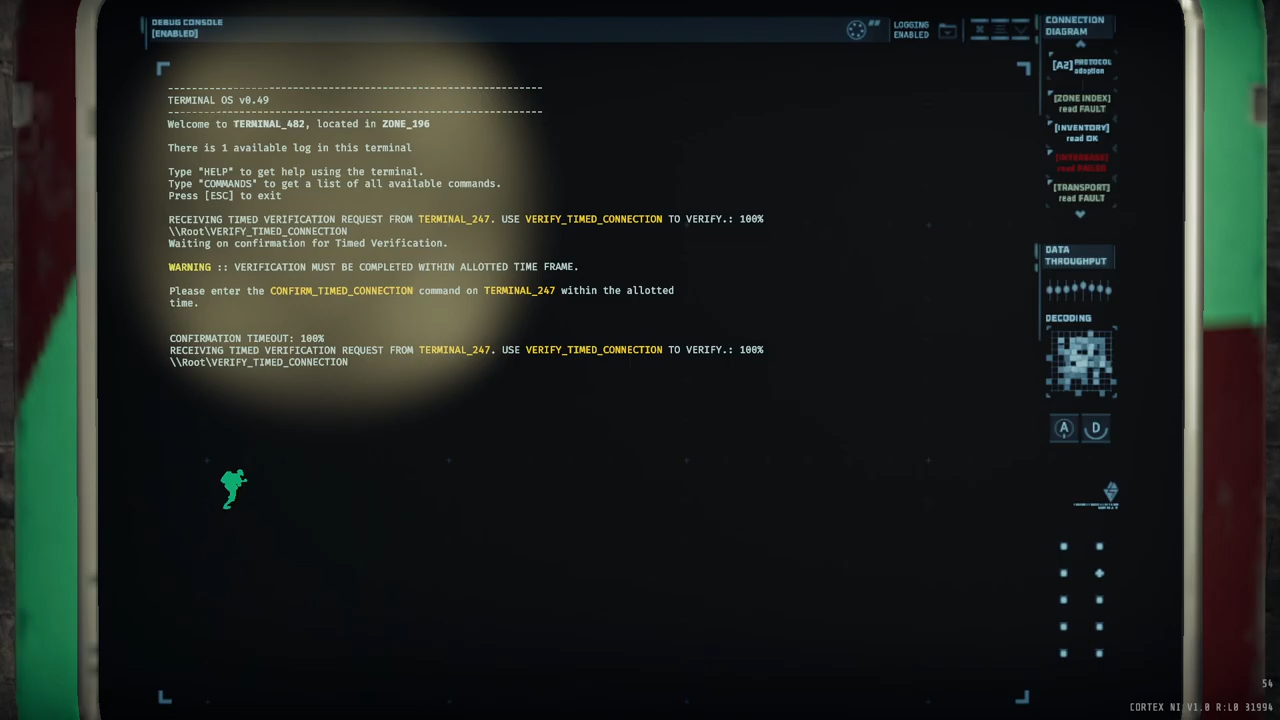 DEBUG CONSOLE
[ENABLED]
LOGGING
ENABLED
CONNECTION
DIAGRAM
[A2] PROTOCOL
adoption
[ZONE INDEX]
read FAULT
[INVENTORY]
read OK
[INTERBASE]
read FAILED
[TRANSPORT]
read FAULT
DATA
THROUGHPUT
DECODING
A D
--------------------------------------------------------------
TERMINAL OS v0.49
--------------------------------------------------------------
Welcome to TERMINAL_482, located in ZONE_196
There is 1 available log in this terminal
Type "HELP" to get help using the terminal.
Type "COMMANDS" to get a list of all available commands.
Press [ESC] to exit
RECEIVING TIMED VERIFICATION REQUEST FROM TERMINAL_247. USE VERIFY_TIMED_CONNECTION TO VERIFY.: 100%
\\Root\VERIFY_TIMED_CONNECTION
Waiting on confirmation for Timed Verification.
WARNING :: VERIFICATION MUST BE COMPLETED WITHIN ALLOTTED TIME FRAME.
Please enter the CONFIRM_TIMED_CONNECTION command on TERMINAL_247 within the allotted
time.
CONFIRMATION TIMEOUT: 100%
RECEIVING TIMED VERIFICATION REQUEST FROM TERMINAL_247. USE VERIFY_TIMED_CONNECTION TO VERIFY.: 100%
\\Root\VERIFY_TIMED_CONNECTION
54
CORTEX NI V1.0 R:L0 31994